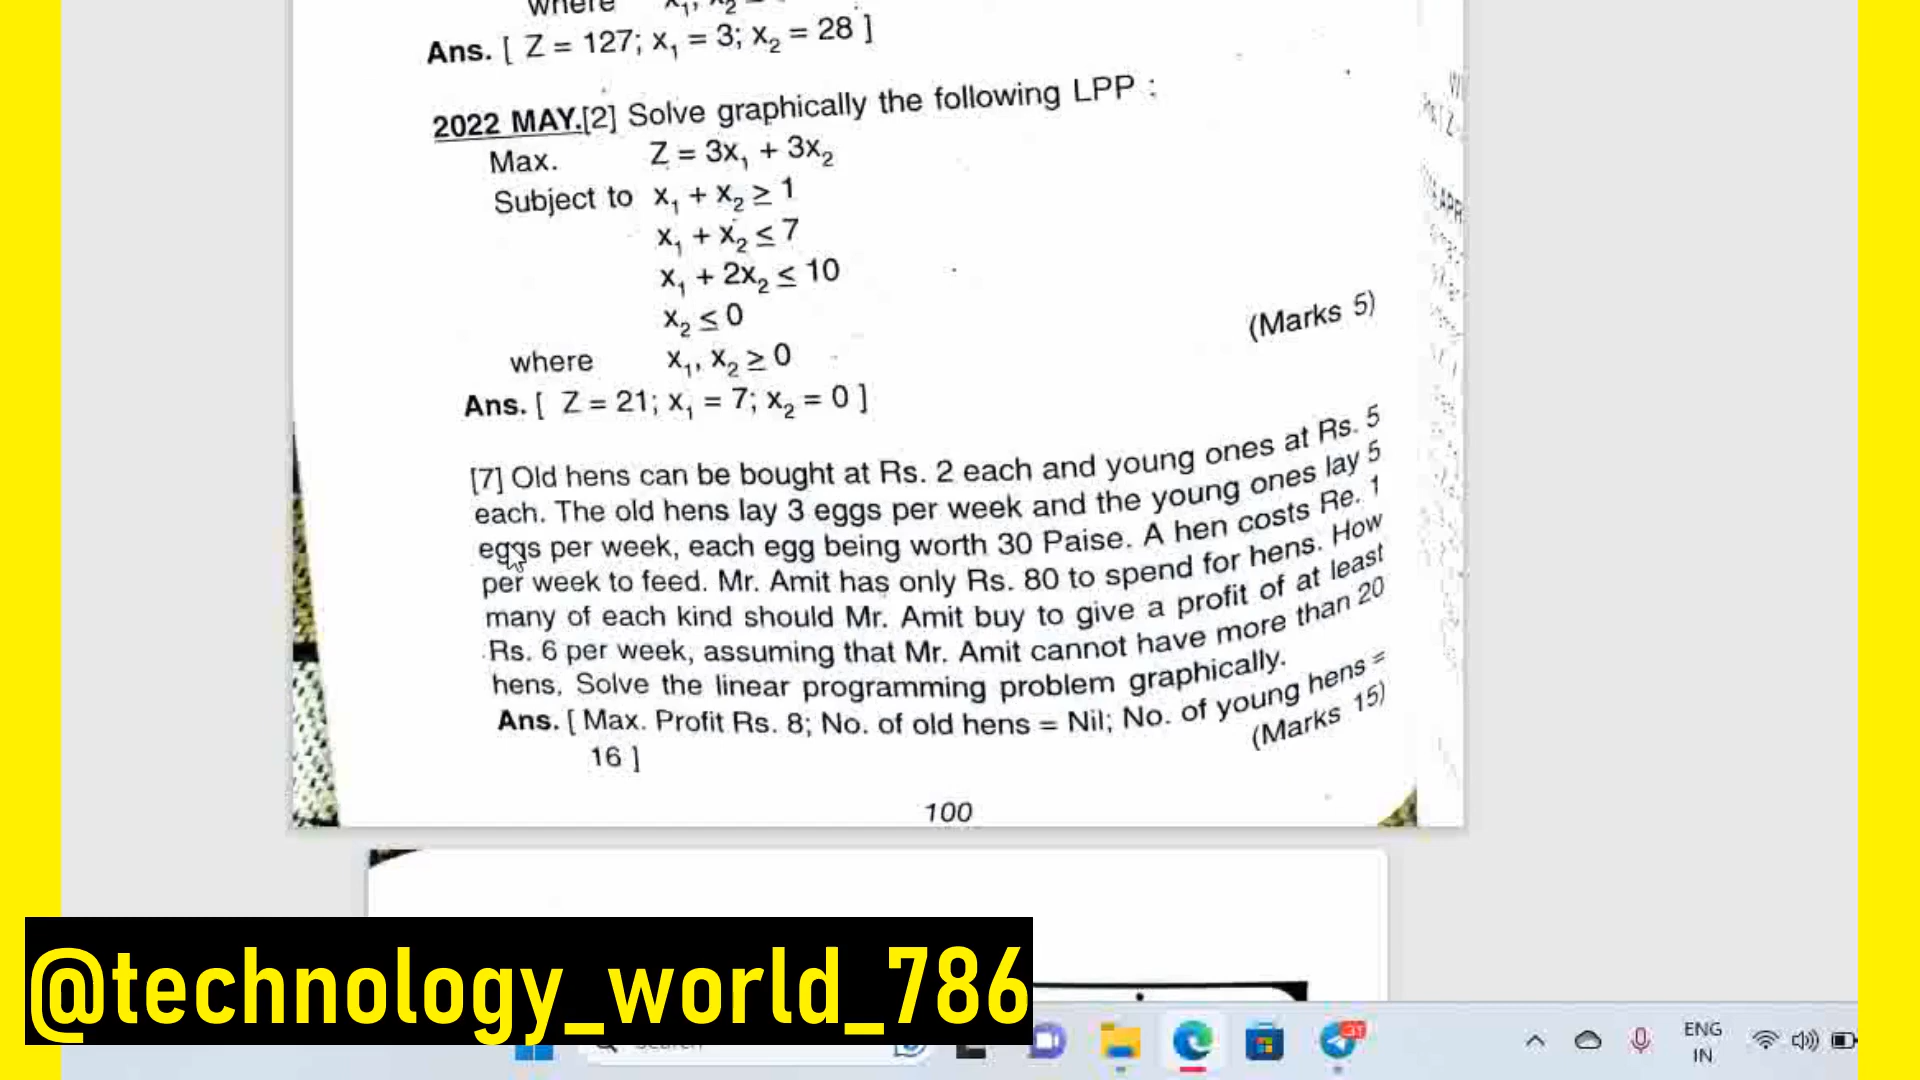 where x₁, x₂
Ans. [ Z = 127; x₁ = 3; x₂ = 28 ]
2022 MAY.[2] Solve graphically the following LPP :
Max. Z = 3x₁ + 3x₂
Subject to x₁ + x₂ ≥ 1
x₁ + x₂ ≤ 7
x₁ + 2x₂ ≤ 10
x₂ ≤ 0
(Marks 5)
where x₁, x₂ ≥ 0
Ans. [ Z = 21; x₁ = 7; x₂ = 0 ]
[7] Old hens can be bought at Rs. 2 each and young ones at Rs. 5
each. The old hens lay 3 eggs per week and the young ones lay 5
eggs per week, each egg being worth 30 Paise. A hen costs Re. 1
per week to feed. Mr. Amit has only Rs. 80 to spend for hens. How
many of each kind should Mr. Amit buy to give a profit of at least
Rs. 6 per week, assuming that Mr. Amit cannot have more than 20
hens, Solve the linear programming problem graphically.
Ans. [ Max. Profit Rs. 8; No. of old hens = Nil; No. of young hens =
16 ]
(Marks 15)
100
@technology_world_786
ENG
IN